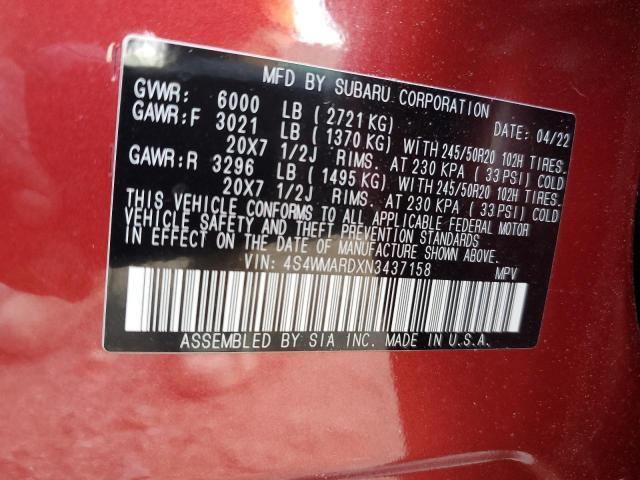 MFD BY SUBARU CORPORATION
GVWR: 6000 LB ( 2721 KG) DATE: 04/22
GAWR:F 3021 LB ( 1370 KG) WITH 245/50R20 102H TIRES.
20X7 1/2J RIMS. AT 230 KPA ( 33 PSI) COLD
GAWR:R 3296 LB ( 1495 KG) WITH 245/50R20 102H TIRES.
20X7 1/2J RIMS. AT 230 KPA ( 33 PSI) COLD
THIS VEHICLE CONFORMS TO ALL APPLICABLE FEDERAL MOTOR
VEHICLE SAFETY AND THEFT PREVENTION STANDARDS
IN EFFECT ON THE DATE OF MANUFACTURE SHOWN ABOVE.
VIN: 4S4WMARDXN3437158 MPV
ASSEMBLED BY SIA INC. MADE IN U.S.A.